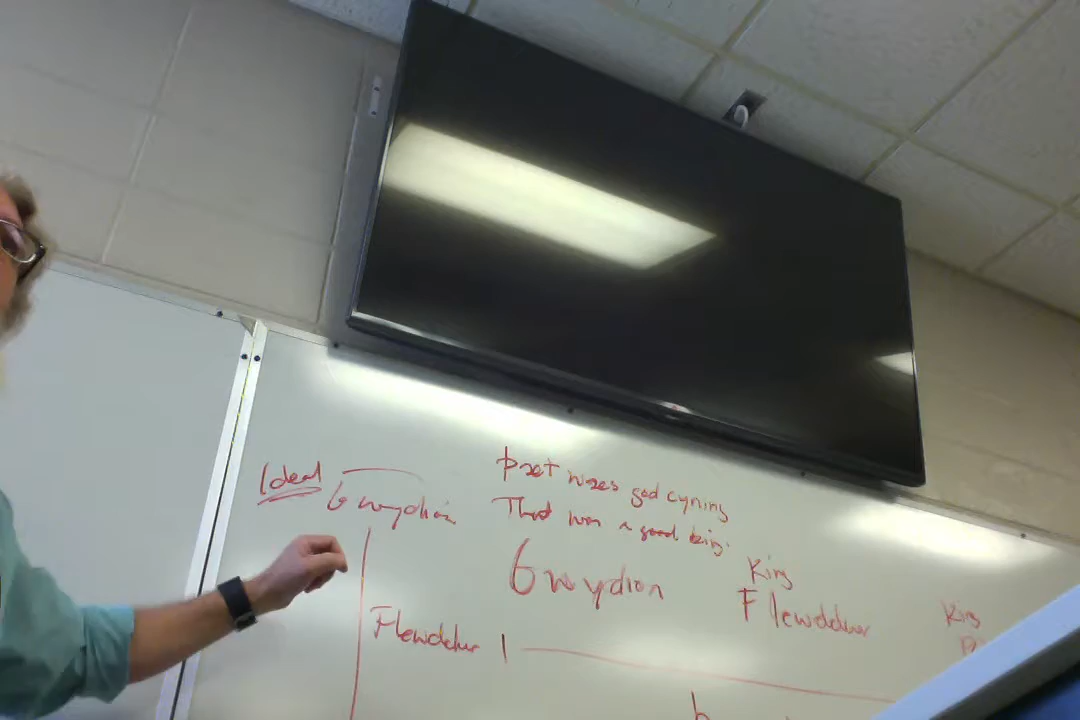 Ideal
Gwydion
þæt wæs god cyning
That was a good king.
Gwydion
King
Flewddur
King
Flewddur